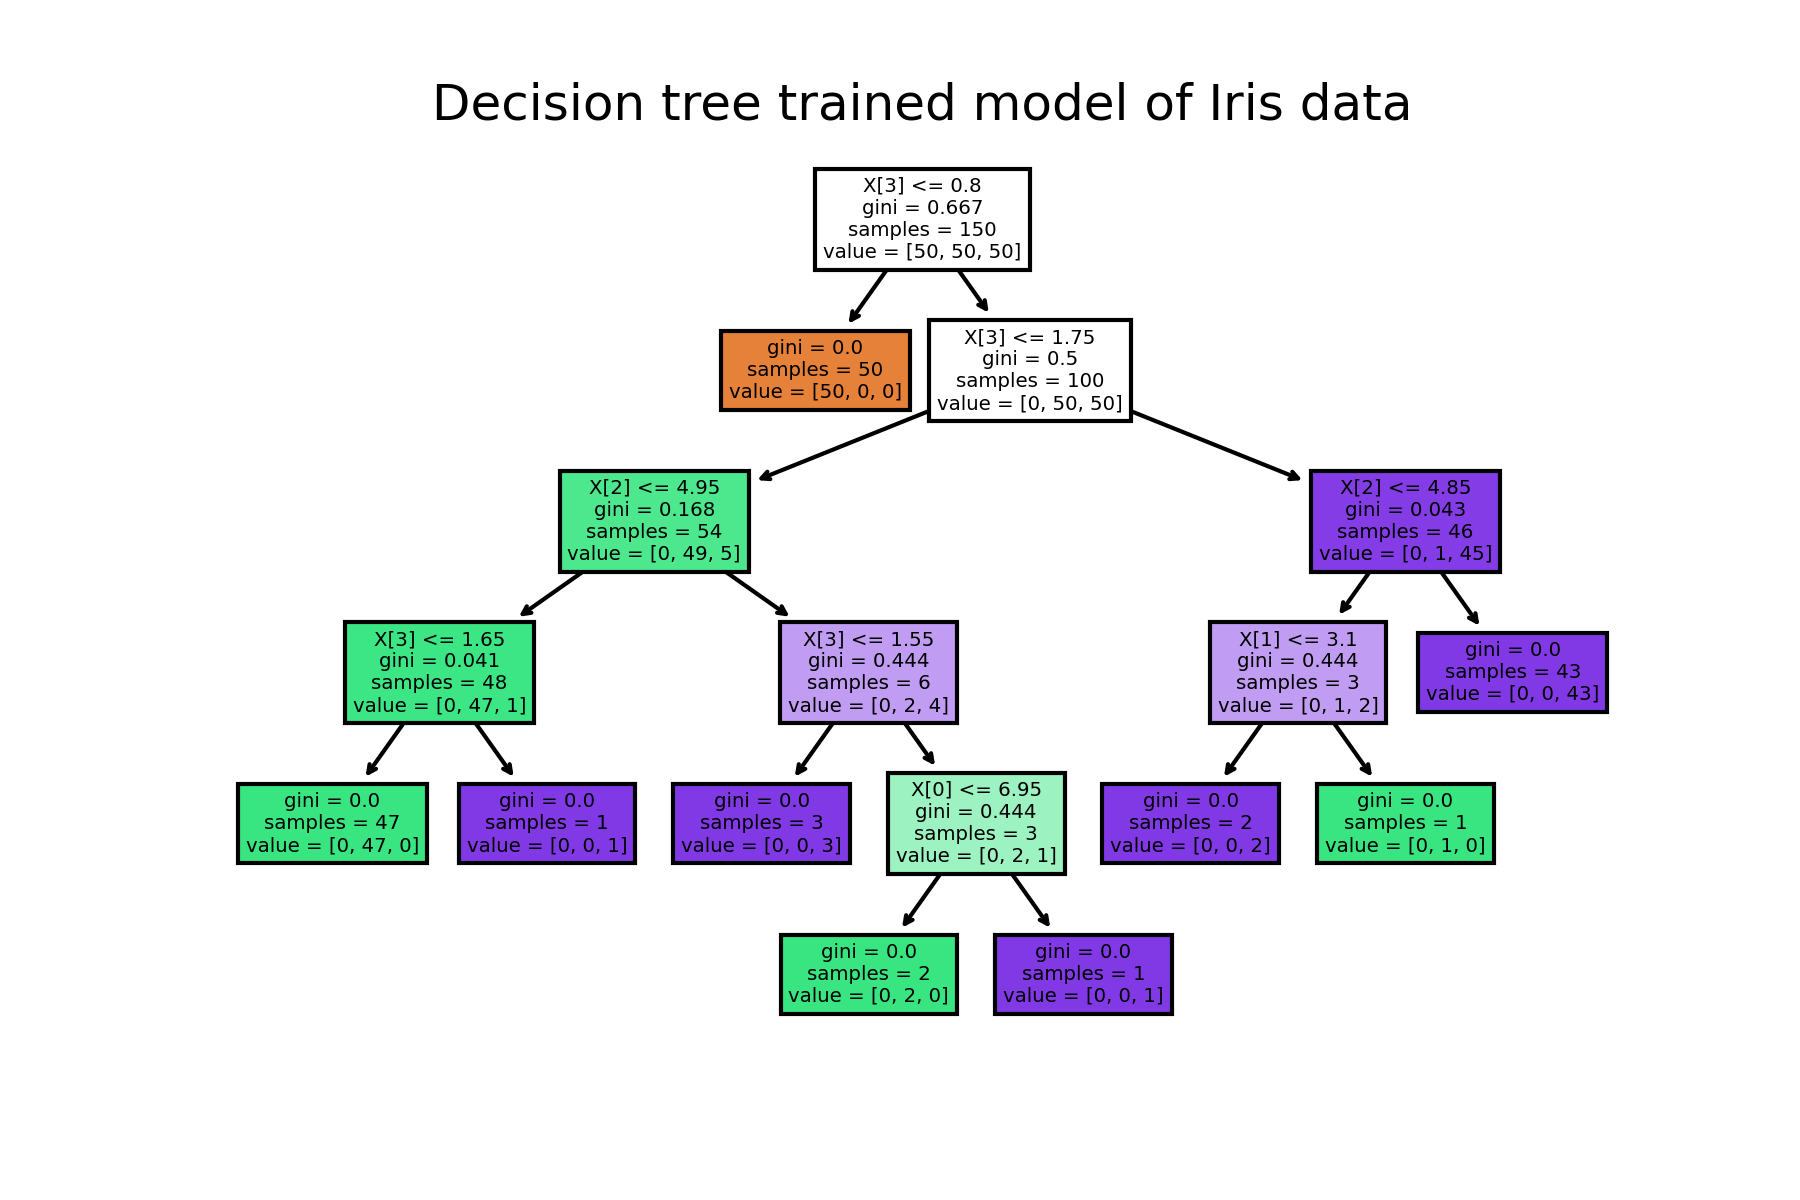 Decision tree trained model of Iris data
X[3] <= 0.8
gini = 0.667
samples = 150
value = [50, 50, 50]
gini = 0.0
samples = 50
value = [50, 0, 0]
X[3] <= 1.75
gini = 0.5
samples = 100
value = [0, 50, 50]
X[2] <= 4.95
gini = 0.168
samples = 54
value = [0, 49, 5]
X[2] <= 4.85
gini = 0.043
samples = 46
value = [0, 1, 45]
X[3] <= 1.65
gini = 0.041
samples = 48
value = [0, 47, 1]
X[3] <= 1.55
gini = 0.444
samples = 6
value = [0, 2, 4]
X[1] <= 3.1
gini = 0.444
samples = 3
value = [0, 1, 2]
gini = 0.0
samples = 43
value = [0, 0, 43]
gini = 0.0
samples = 47
value = [0, 47, 0]
gini = 0.0
samples = 1
value = [0, 0, 1]
gini = 0.0
samples = 3
value = [0, 0, 3]
X[0] <= 6.95
gini = 0.444
samples = 3
value = [0, 2, 1]
gini = 0.0
samples = 2
value = [0, 0, 2]
gini = 0.0
samples = 1
value = [0, 1, 0]
gini = 0.0
samples = 2
value = [0, 2, 0]
gini = 0.0
samples = 1
value = [0, 0, 1]